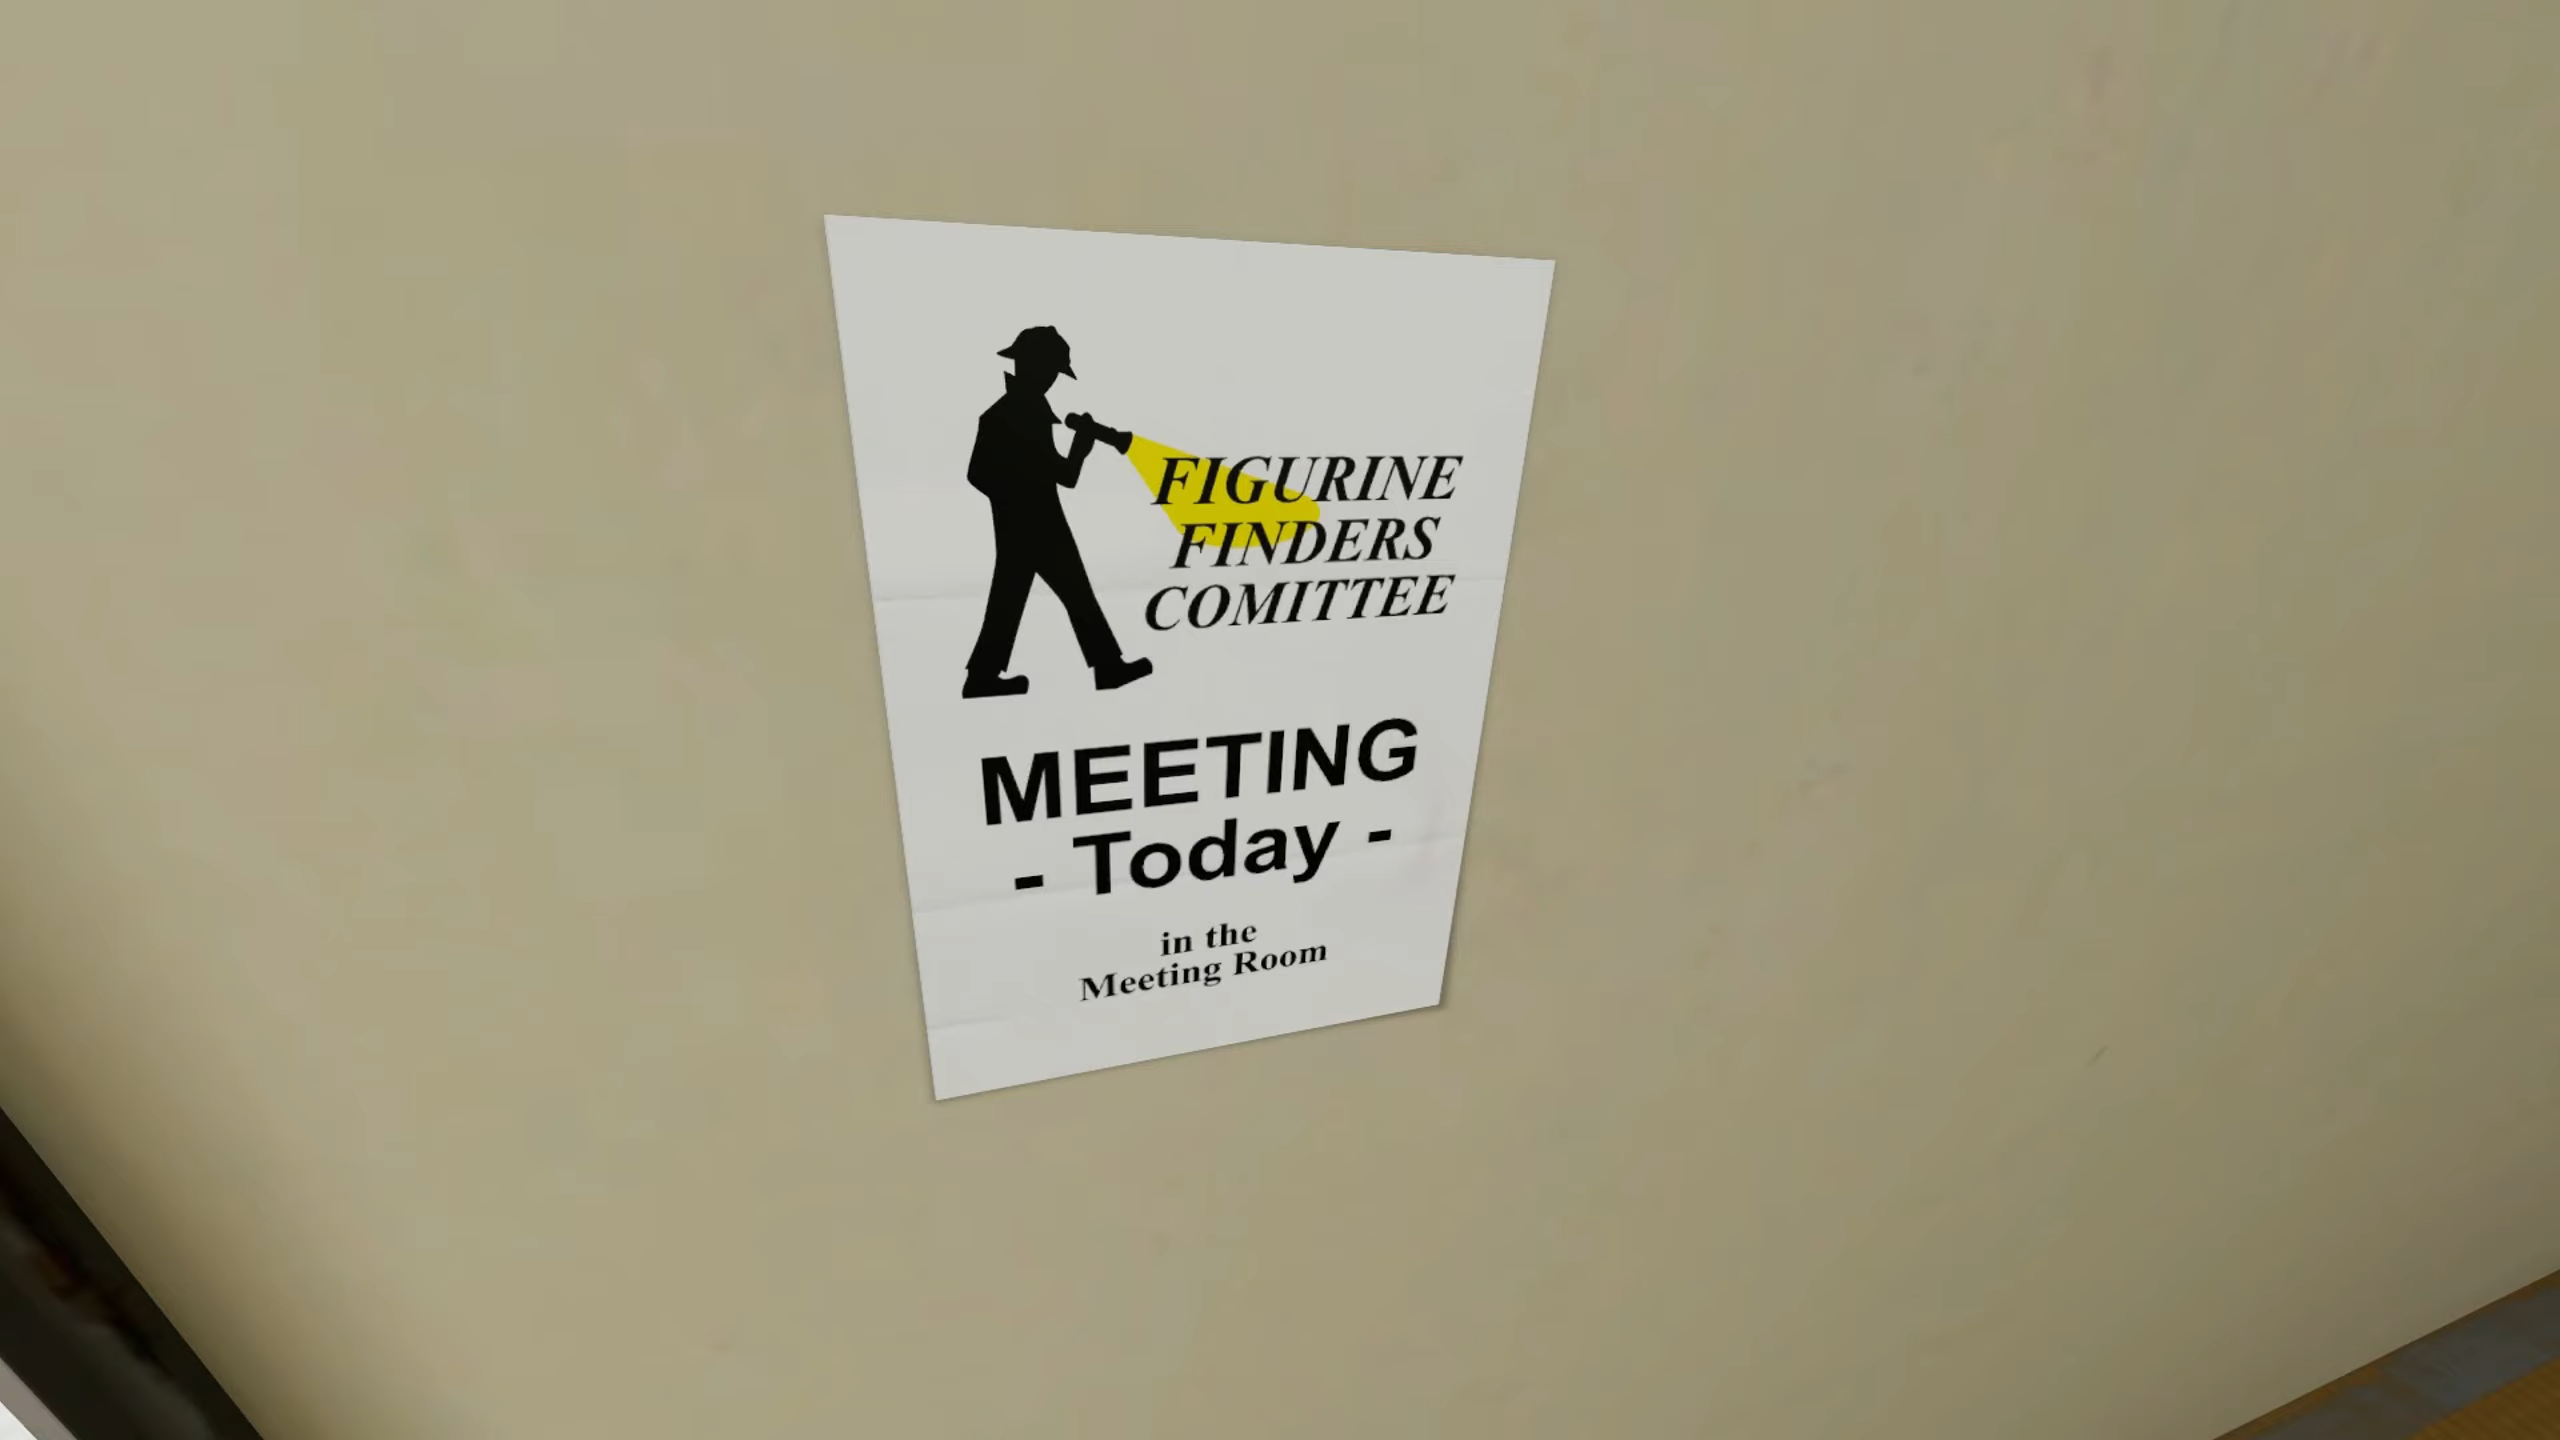 FIGURINE
FINDERS
COMITTEE
MEETING
- Today -
in the
Meeting Room